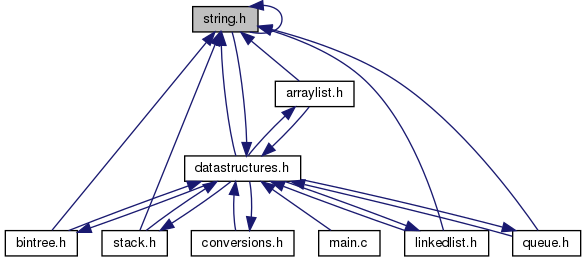 string.h
arraylist.h
datastructures.h
bintree.h
stack.h
conversions.h
main.c
linkedlist.h
queue.h